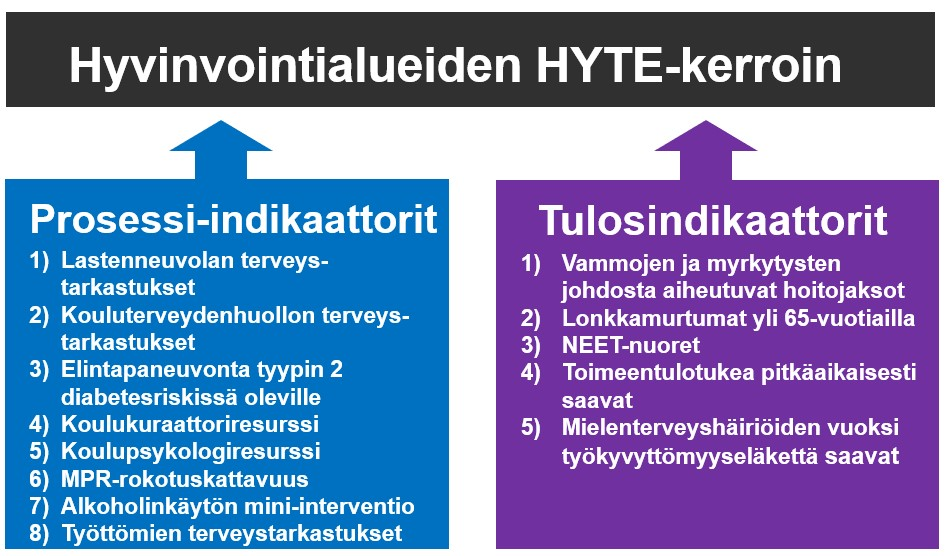 Hyvinvointialueiden HYTE-kerroin
Prosessi-indikaattorit
1) Lastenneuvolan terveys-
tarkastukset
2) Kouluterveydenhuollon terveys-
tarkastukset
3) Elintapaneuvonta tyypin 2
diabetesriskissä oleville
4) Koulukuraattoriresurssi
5) Koulupsykologiresurssi
6) MPR-rokotuskattavuus
7) Alkoholinkäytön mini-interventio
8) Työttömien terveystarkastukset
Tulosindikaattorit
1) Vammojen ja myrkytysten
johdosta aiheutuvat hoitojaksot
2) Lonkkamurtumat yli 65-vuotiailla
3) NEET-nuoret
4) Toimeentulotukea pitkäaikaisesti
saavat
5) Mielenterveyshäiriöiden vuoksi
työkyvyttömyyseläkettä saavat